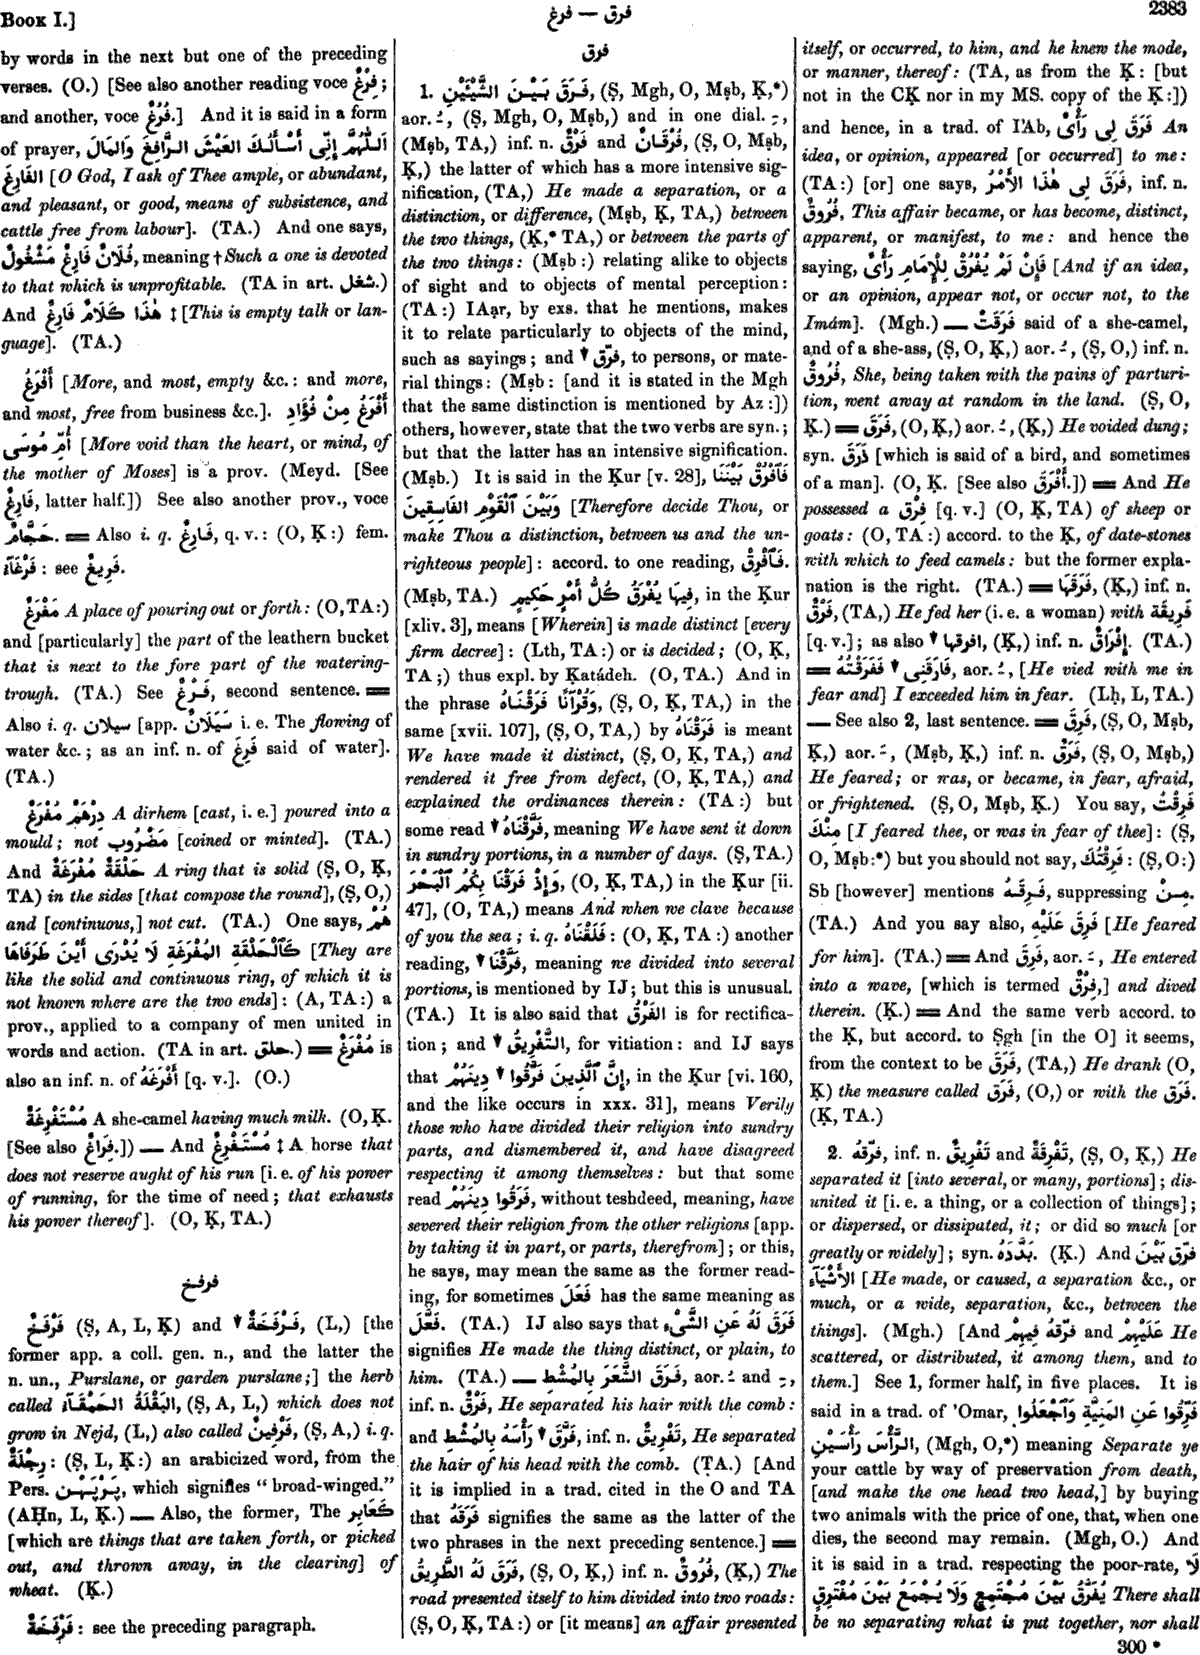 BOOK I.]
فرق — فرغ
2383
by words in the next but one of the preceding
verses. (O.) [See also another reading voce فِرْغٌ;
and another, voce فُرُغٌ.] And it is said in a form
of prayer, اَللّٰهُمَّ إِنِّى أَسْأَلُكَ العَيْشَ الرَّافِغَ وَالمَالَ
الفَارِغَ [O God, I ask of Thee ample, or abundant,
and pleasant, or good, means of subsistence, and
cattle free from labour]. (TA.) And one says,
فُلَانٌ فَارِغٌ مَشْغُولٌ, meaning † Such a one is devoted
to that which is unprofitable. (TA in art. شغل.)
And هٰذَا كَلَامٌ فَارِغٌ ‡ [This is empty talk or lan-
guage]. (TA.)
أَفْرَغُ [More, and most, empty &c.: and more,
and most, free from business &c.]. أَفْرَغُ مِنْ فُؤَادِ
أُمِّ مُوسَى [More void than the heart, or mind, of
the mother of Moses] is a prov. (Meyd. [See
فَارِغٌ, latter half.]) See also another prov., voce
حَجَّامٌ. ═ Also i. q. فَارِغٌ, q. v.: (O, Ḳ:) fem.
فَرْغَآءُ: see فَرِيغٌ.
مَفْرَغٌ A place of pouring out or forth: (O, TA:)
and [particularly] the part of the leathern bucket
that is next to the fore part of the watering-
trough. (TA.) See فَرْغٌ, second sentence. ═
Also i. q. سيلان [app. سَيَلَانٌ i. e. The flowing of
water &c.; as an inf. n. of فَرِغَ said of water].
(TA.)
دِرْهَمٌ مُفْرَغٌ A dirhem [cast, i. e.] poured into a
mould; not مَضْرُوب [coined or minted]. (TA.)
And حَلْقَةٌ مُفْرَغَةٌ A ring that is solid (Ṣ, O, Ḳ,
TA) in the sides [that compose the round], (Ṣ, O,)
and [continuous,] not cut. (TA.) One says, هُمْ
كَٱلْحَلْقَةِ المُفْرَغَةِ لَا يُدْرَى أَيْنَ طَرَفَاهَا [They are
like the solid and continuous ring, of which it is
not known where are the two ends]: (A, TA:) a
prov., applied to a company of men united in
words and action. (TA in art. حلق.) ═ مُفْرَغٌ is
also an inf. n. of أَفْرَغَهُ [q. v.]. (O.)
مُسْتَفْرِغَةٌ A she-camel having much milk. (O, Ḳ.
[See also فِرَاغٌ.]) — And مُسْتَفْرِغٌ ‡ A horse that
does not reserve aught of his run [i. e. of his power
of running, for the time of need; that exhausts
his power thereof]. (O, Ḳ, TA.)
فرفخ
فَرْفَخٌ (Ṣ, A, L, Ḳ) and ▼ فَرْفَخَةٌ, (L,) [the
former app. a coll. gen. n., and the latter the
n. un., Purslane, or garden purslane;] the herb
called البَقْلَةُ الحَمْقَآءُ, (Ṣ, A, L,) which does not
grow in Nejd, (L,) also called فَرْفِينٌ, (Ṣ, A,) i. q.
رِجْلَةٌ: (Ṣ, L, Ḳ:) an arabicized word, from the
Pers. پَرْپَهْن, which signifies “broad-winged.”
(AḤn, L, Ḳ.) — Also, the former, The كَعَابِر
[which are things that are taken forth, or picked
out, and thrown away, in the clearing] of
wheat. (Ḳ.)
فَرْفَخَةٌ: see the preceding paragraph.
فرق
1. فَرَقَ بَيْنَ الشَّيْئَيْنِ, (Ṣ, Mgh, O, Mṣb, Ḳ,*)
aor. ـُ, (Ṣ, Mgh, O, Mṣb,) and in one dial. ـِ,
(Mṣb, TA,) inf. n. فَرْقٌ and فُرْقَانٌ, (Ṣ, O, Mṣb,
Ḳ,) the latter of which has a more intensive sig-
nification, (TA,) He made a separation, or a
distinction, or difference, (Mṣb, Ḳ, TA,) between
the two things, (Ḳ,* TA,) or between the parts of
the two things: (Mṣb:) relating alike to objects
of sight and to objects of mental perception:
(TA:) IAạr, by exs. that he mentions, makes
it to relate particularly to objects of the mind,
such as sayings; and ▼ فرّق, to persons, or mate-
rial things: (Mṣb: [and it is stated in the Mgh
that the same distinction is mentioned by Az:])
others, however, state that the two verbs are syn.;
but that the latter has an intensive signification.
(Mṣb.) It is said in the Ḳur [v. 28], فَٱفْرُقْ بَيْنَنَا
وَبَيْنَ ٱلْقَوْمِ الفَاسِقِينَ [Therefore decide Thou, or
make Thou a distinction, between us and the un-
righteous people]: accord. to one reading, فَٱفْرِقْ.
(Mṣb, TA.) فِيهَا يُفْرَقُ كُلُّ أَمْرٍ حَكِيمٍ, in the Ḳur
[xliv. 3], means [Wherein] is made distinct [every
firm decree]: (Lth, TA:) or is decided; (O, Ḳ,
TA;) thus expl. by Ḳatádeh. (O, TA.) And in
the phrase وَقُرْآنًا فَرَقْنَاهُ, (Ṣ, O, Ḳ, TA,) in the
same [xvii. 107], (Ṣ, O, TA,) by فَرَقْنَاهُ is meant
We have made it distinct, (Ṣ, O, Ḳ, TA,) and
rendered it free from defect, (O, Ḳ, TA,) and
explained the ordinances therein: (TA:) but
some read ▼ فَرَّقْنَاهُ, meaning We have sent it down
in sundry portions, in a number of days. (Ṣ, TA.)
وَإِذْ فَرَقْنَا بِكُمُ ٱلْبَحْرَ, (O, Ḳ, TA,) in the Ḳur [ii.
47], (O, TA,) means And when we clave because
of you the sea; i. q. فَلَقْنَاهُ: (O, Ḳ, TA:) another
reading, ▼ فَرَّقْنَا, meaning we divided into several
portions, is mentioned by IJ; but this is unusual.
(TA.) It is also said that الفَرْقُ is for rectifica-
tion; and ▼ التَّفْرِيقُ, for vitiation: and IJ says
that إِنَّ ٱلَّذِينَ فَرَّقُوا ▼ دِينَهُمْ, in the Ḳur [vi. 160,
and the like occurs in xxx. 31], means Verily
those who have divided their religion into sundry
parts, and dismembered it, and have disagreed
respecting it among themselves: but that some
read فَرَقُوا دِينَهُمْ, without teshdeed, meaning, have
severed their religion from the other religions [app.
by taking it in part, or parts, therefrom]; or this,
he says, may mean the same as the former read-
ing, for sometimes فَعَلَ has the same meaning as
فَعَّلَ. (TA.) IJ also says that فَرَقَ لَهُ عَنِ الشَّىْءِ
signifies He made the thing distinct, or plain, to
him. (TA.) — فَرَقَ الشَّعَرَ بِالمُشْطِ, aor. ـُ and ـِ,
inf. n. فَرْقٌ, He separated his hair with the comb:
and فَرَّقَ ▼ رَأْسَهُ بِالمُشْطِ, inf. n. تَفْرِيقٌ, He separated
the hair of his head with the comb. (TA.) [And
it is implied in a trad. cited in the O and TA
that فَرَقَهُ signifies the same as the latter of the
two phrases in the next preceding sentence.] ═
فَرَقَ لَهُ الطَّرِيقُ, (Ṣ, O, Ḳ,) inf. n. فُرُوقٌ, (Ḳ,) The
road presented itself to him divided into two roads:
(Ṣ, O, Ḳ, TA:) or [it means] an affair presented
itself, or occurred, to him, and he knew the mode,
or manner, thereof: (TA, as from the Ḳ: [but
not in the CḲ nor in my MS. copy of the Ḳ:])
and hence, in a trad. of I’Ab, فَرَقَ لِى رَأْىٌ An
idea, or opinion, appeared [or occurred] to me:
(TA:) [or] one says, فَرَقَ لِى هٰذَا الأَمْرُ, inf. n.
فُرُوقٌ, This affair became, or has become, distinct,
apparent, or manifest, to me: and hence the
saying, فَإِنْ لَمْ يَفْرُقْ لِلْإِمَامِ رَأْىٌ [And if an idea,
or an opinion, appear not, or occur not, to the
Imám]. (Mgh.) — فَرَقَتْ said of a she-camel,
and of a she-ass, (Ṣ, O, Ḳ,) aor. ـُ, (Ṣ, O,) inf. n.
فُرُوقٌ, She, being taken with the pains of parturi-
tion, went away at random in the land. (Ṣ, O,
Ḳ.) ═ فَرَقَ, (O, Ḳ,) aor. ـُ, (Ḳ,) He voided dung;
syn. ذَرَقَ [which is said of a bird, and sometimes
of a man]. (O, Ḳ. [See also أَفْرَقَ.]) ═ And He
possessed a فِرْق [q. v.] (O, Ḳ, TA) of sheep or
goats: (O, TA:) accord. to the Ḳ, of date-stones
with which to feed camels: but the former expla-
nation is the right. (TA.) ═ فَرَقَهَا, (Ḳ,) inf. n.
فَرْقٌ, (TA,) He fed her (i. e. a woman) with فَرِيقَة
[q. v.]; as also ▼ افرقها, (Ḳ,) inf. n. إِفْرَاقٌ. (TA.)
═ فَارَقَنِى ▼ فَفَرَقْتُهُ, aor. ـُ, [He vied with me in
fear and] I exceeded him in fear. (Lḥ, L, TA.)
— See also 2, last sentence. ═ فَرِقَ, (Ṣ, O, Mṣb,
Ḳ,) aor. ـَ, (Mṣb, Ḳ,) inf. n. فَرَقٌ, (Ṣ, O, Mṣb,)
He feared; or was, or became, in fear, afraid,
or frightened. (Ṣ, O, Mṣb, Ḳ.) You say, فَرِقْتُ
مِنْكَ [I feared thee, or was in fear of thee]: (Ṣ,
O, Mṣb:*) but you should not say, فَرِقْتُكَ: (Ṣ, O:)
Sb [however] mentions فَرِقَهُ, suppressing مِنْ.
(TA.) And you say also, فَرِقَ عَلَيْهِ [He feared
for him]. (TA.) ═ And فَرِقَ, aor. ـَ, He entered
into a wave, [which is termed فِرْقٌ,] and dived
therein. (Ḳ.) ═ And the same verb accord. to
the Ḳ, but accord. to Ṣgh [in the O] it seems,
from the context to be فَرَقَ, (TA,) He drank (O,
Ḳ) the measure called فَرَق, (O,) or with the فَرَق.
(Ḳ, TA.)
2. فرّقهُ, inf. n. تَفْرِيقٌ and تَفْرِقَةٌ, (Ṣ, O, Ḳ,) He
separated it [into several, or many, portions]; dis-
united it [i. e. a thing, or a collection of things];
or dispersed, or dissipated, it; or did so much [or
greatly or widely]; syn. بَدَّدَهُ. (Ḳ.) And فرّق بَيْنَ
الأَشْيَآءِ [He made, or caused, a separation &c., or
much, or a wide, separation, &c., between the
things]. (Mgh.) [And فرّقهُ فِيهِمْ and عَلَيْهِمْ He
scattered, or distributed, it among them, and to
them.] See 1, former half, in five places. It is
said in a trad. of ’Omar, فَرِّقُوا عَنِ المَنِيَّةِ وَٱجْعَلُوا
الرَّأْسَ رَأْسَيْنِ, (Mgh, O,*) meaning Separate ye
your cattle by way of preservation from death,
[and make the one head two head,] by buying
two animals with the price of one, that, when one
dies, the second may remain. (Mgh, O.) And
it is said in a trad. respecting the poor-rate, لَا
يُفَرَّقُ بَيْنَ مُجْتَمِعٍ وَلَا يُجْمَعُ بَيْنَ مُفْتَرِقٍ There shall
be no separating what is put together, nor shall
300 *